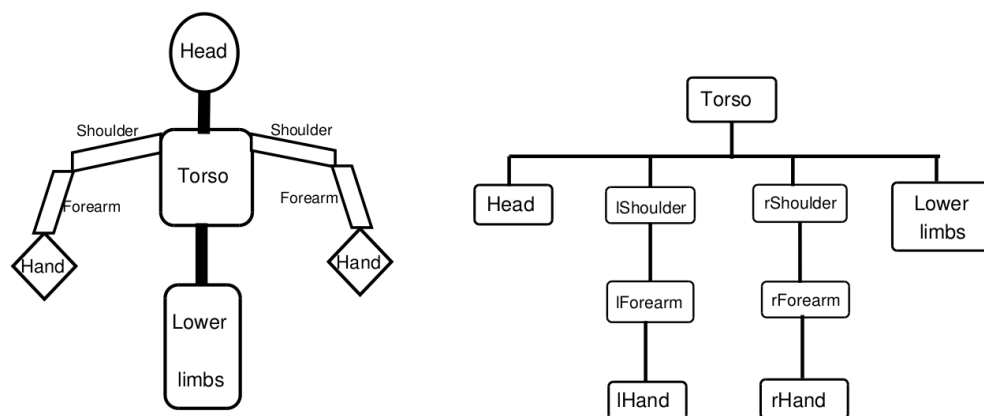 Head
Shoulder
Shoulder
Torso
Forearm
Forearm
Hand
Hand
Lower
limbs
Torso
Head
lShoulder
rShoulder
Lower
limbs
lForearm
rForearm
lHand
rHand